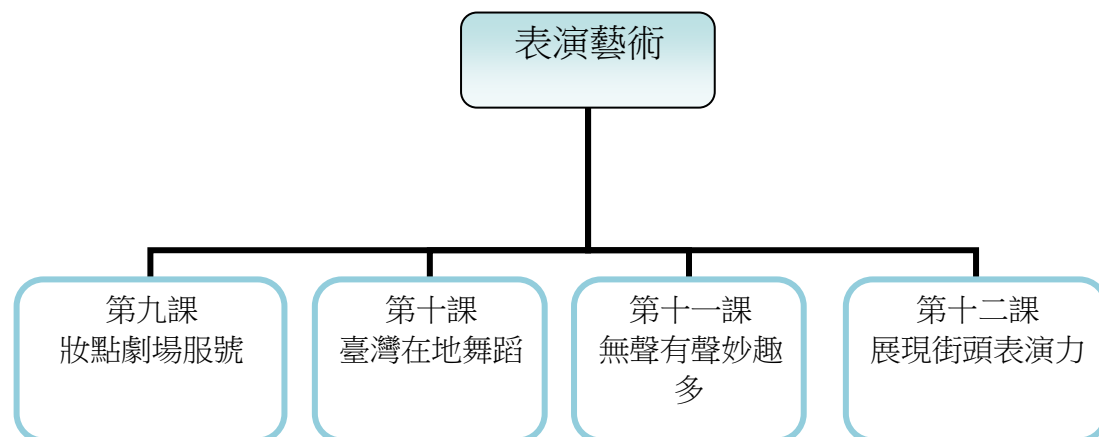 表演藝術
第九課
妝點劇場服號
第十課
臺灣在地舞蹈
第十一課
無聲有聲妙趣
多
第十二課
展現街頭表演力